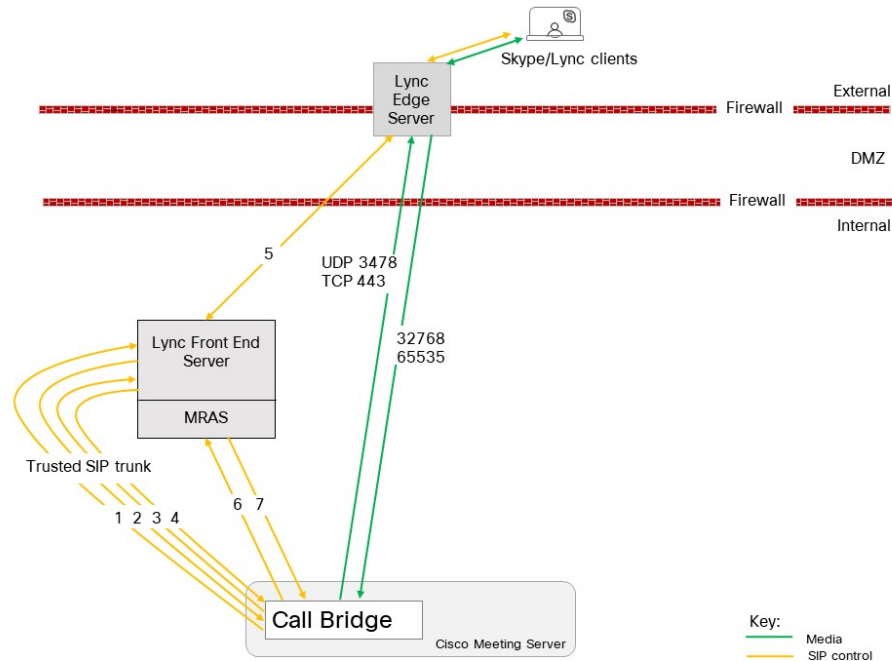 S
Skype/Lync clients
Lync
Edge
Server
External
Firewall
DMZ
Firewall
Internal
5
UDP 3478
TCP 443
32768
65535
Lync Front End
Server
MRAS
Trusted SIP trunk
6 7
1 2 3 4
Call Bridge
Cisco Meeting Server
Key:
Media
SIP control